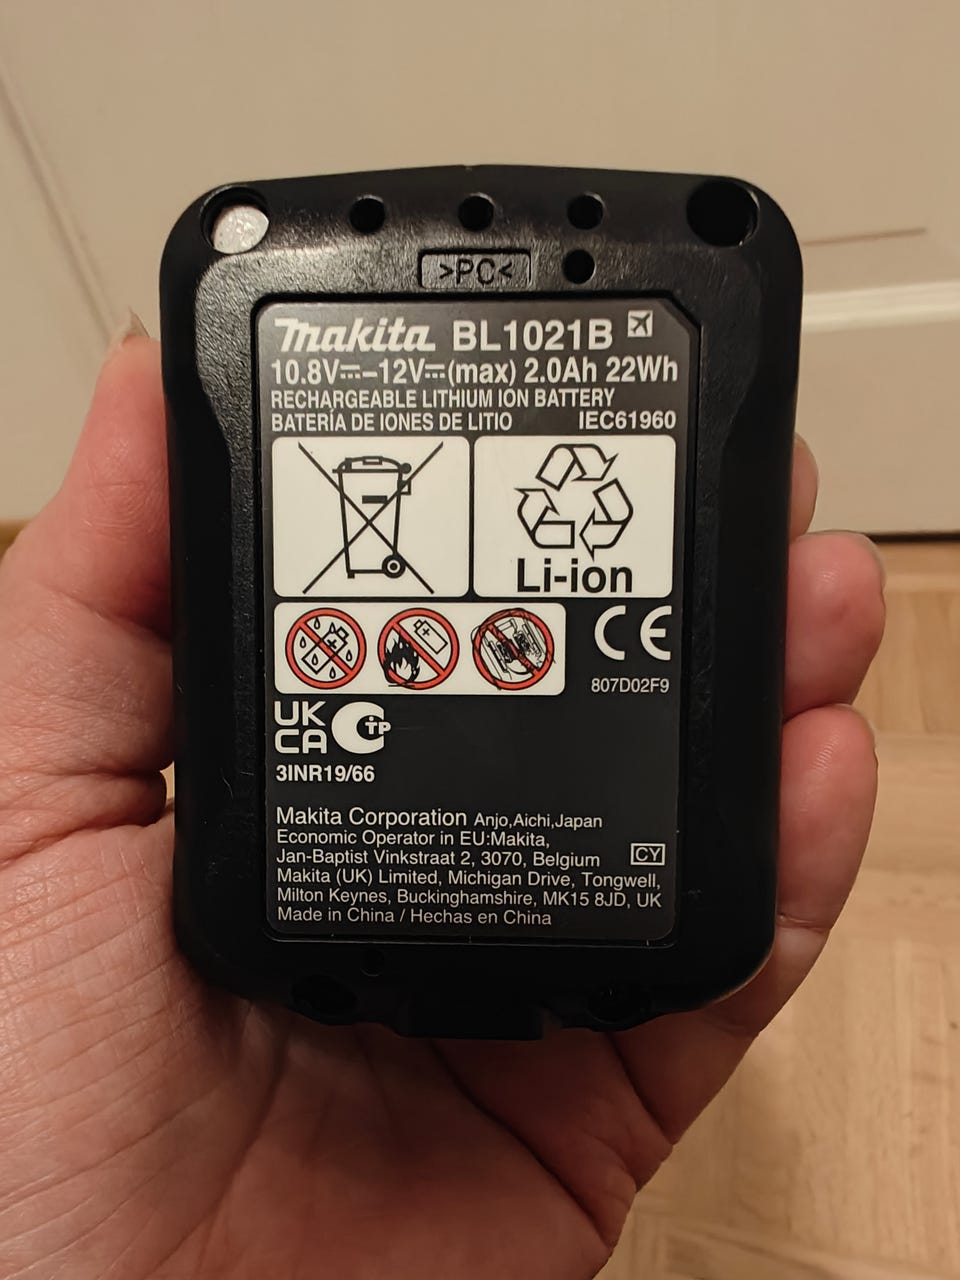 >PC<
makita BL1021B
10.8V⎓–12V⎓(max) 2.0Ah 22Wh
RECHARGEABLE LITHIUM ION BATTERY
BATERÍA DE IONES DE LITIO IEC61960
Li-ion
CE
807D02F9
UK
CA
TP
3INR19/66
Makita Corporation Anjo,Aichi,Japan
Economic Operator in EU:Makita,
Jan-Baptist Vinkstraat 2, 3070, Belgium CY
Makita (UK) Limited, Michigan Drive, Tongwell,
Milton Keynes, Buckinghamshire, MK15 8JD, UK
Made in China / Hechas en China